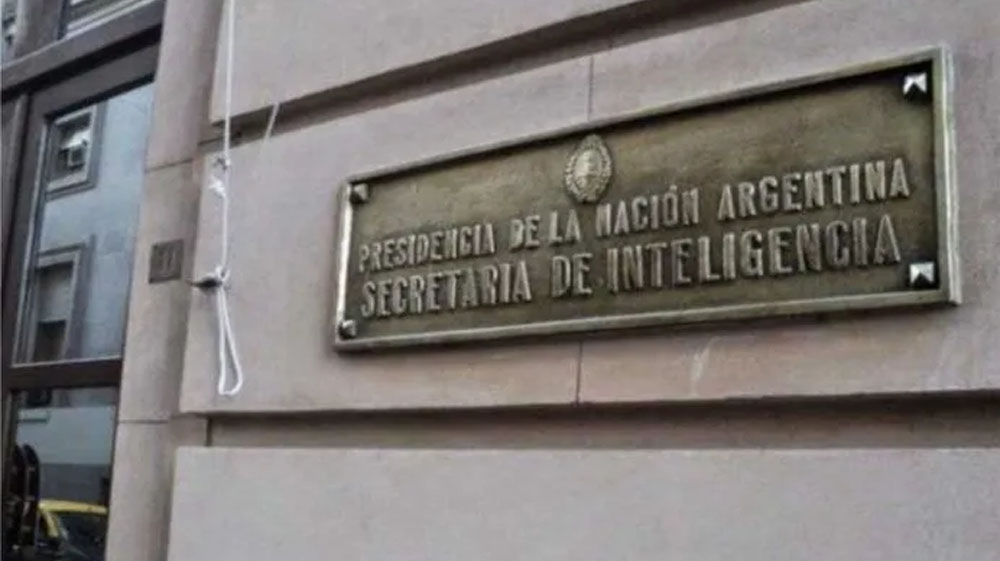 PRESIDENCIA DE LA NACIÓN ARGENTINA
SECRETARIA DE INTELIGENCIA